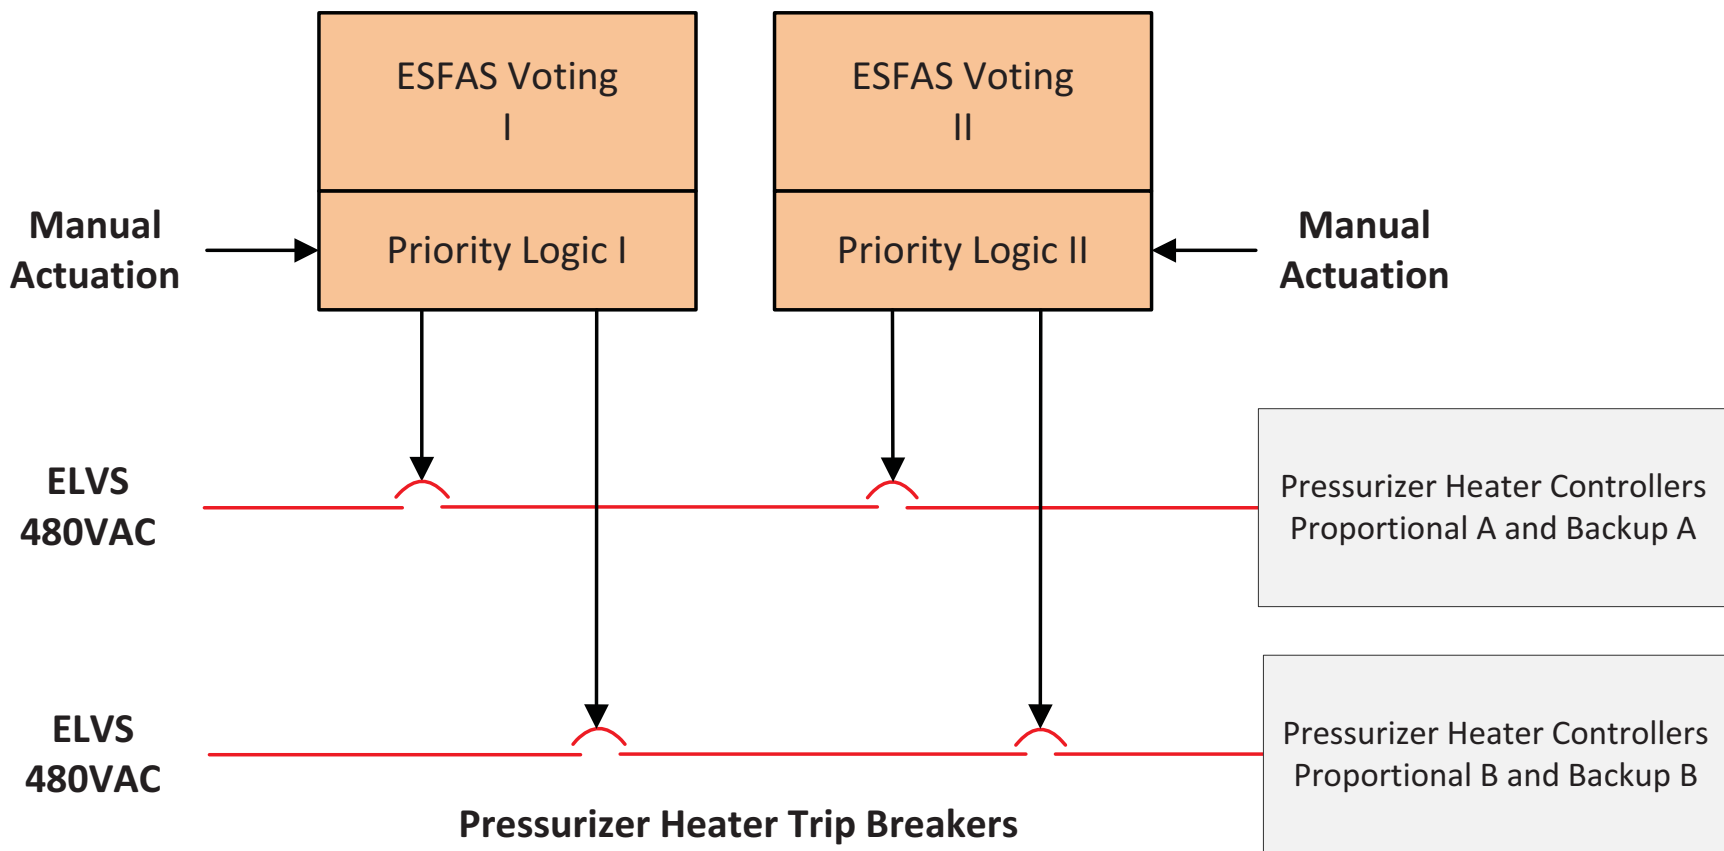 ESFAS Voting
I
ESFAS Voting
II
Manual
Actuation
Priority Logic I
Priority Logic II
Manual
Actuation
ELVS
480VAC
Pressurizer Heater Controllers
Proportional A and Backup A
ELVS
480VAC
Pressurizer Heater Controllers
Proportional B and Backup B
Pressurizer Heater Trip Breakers